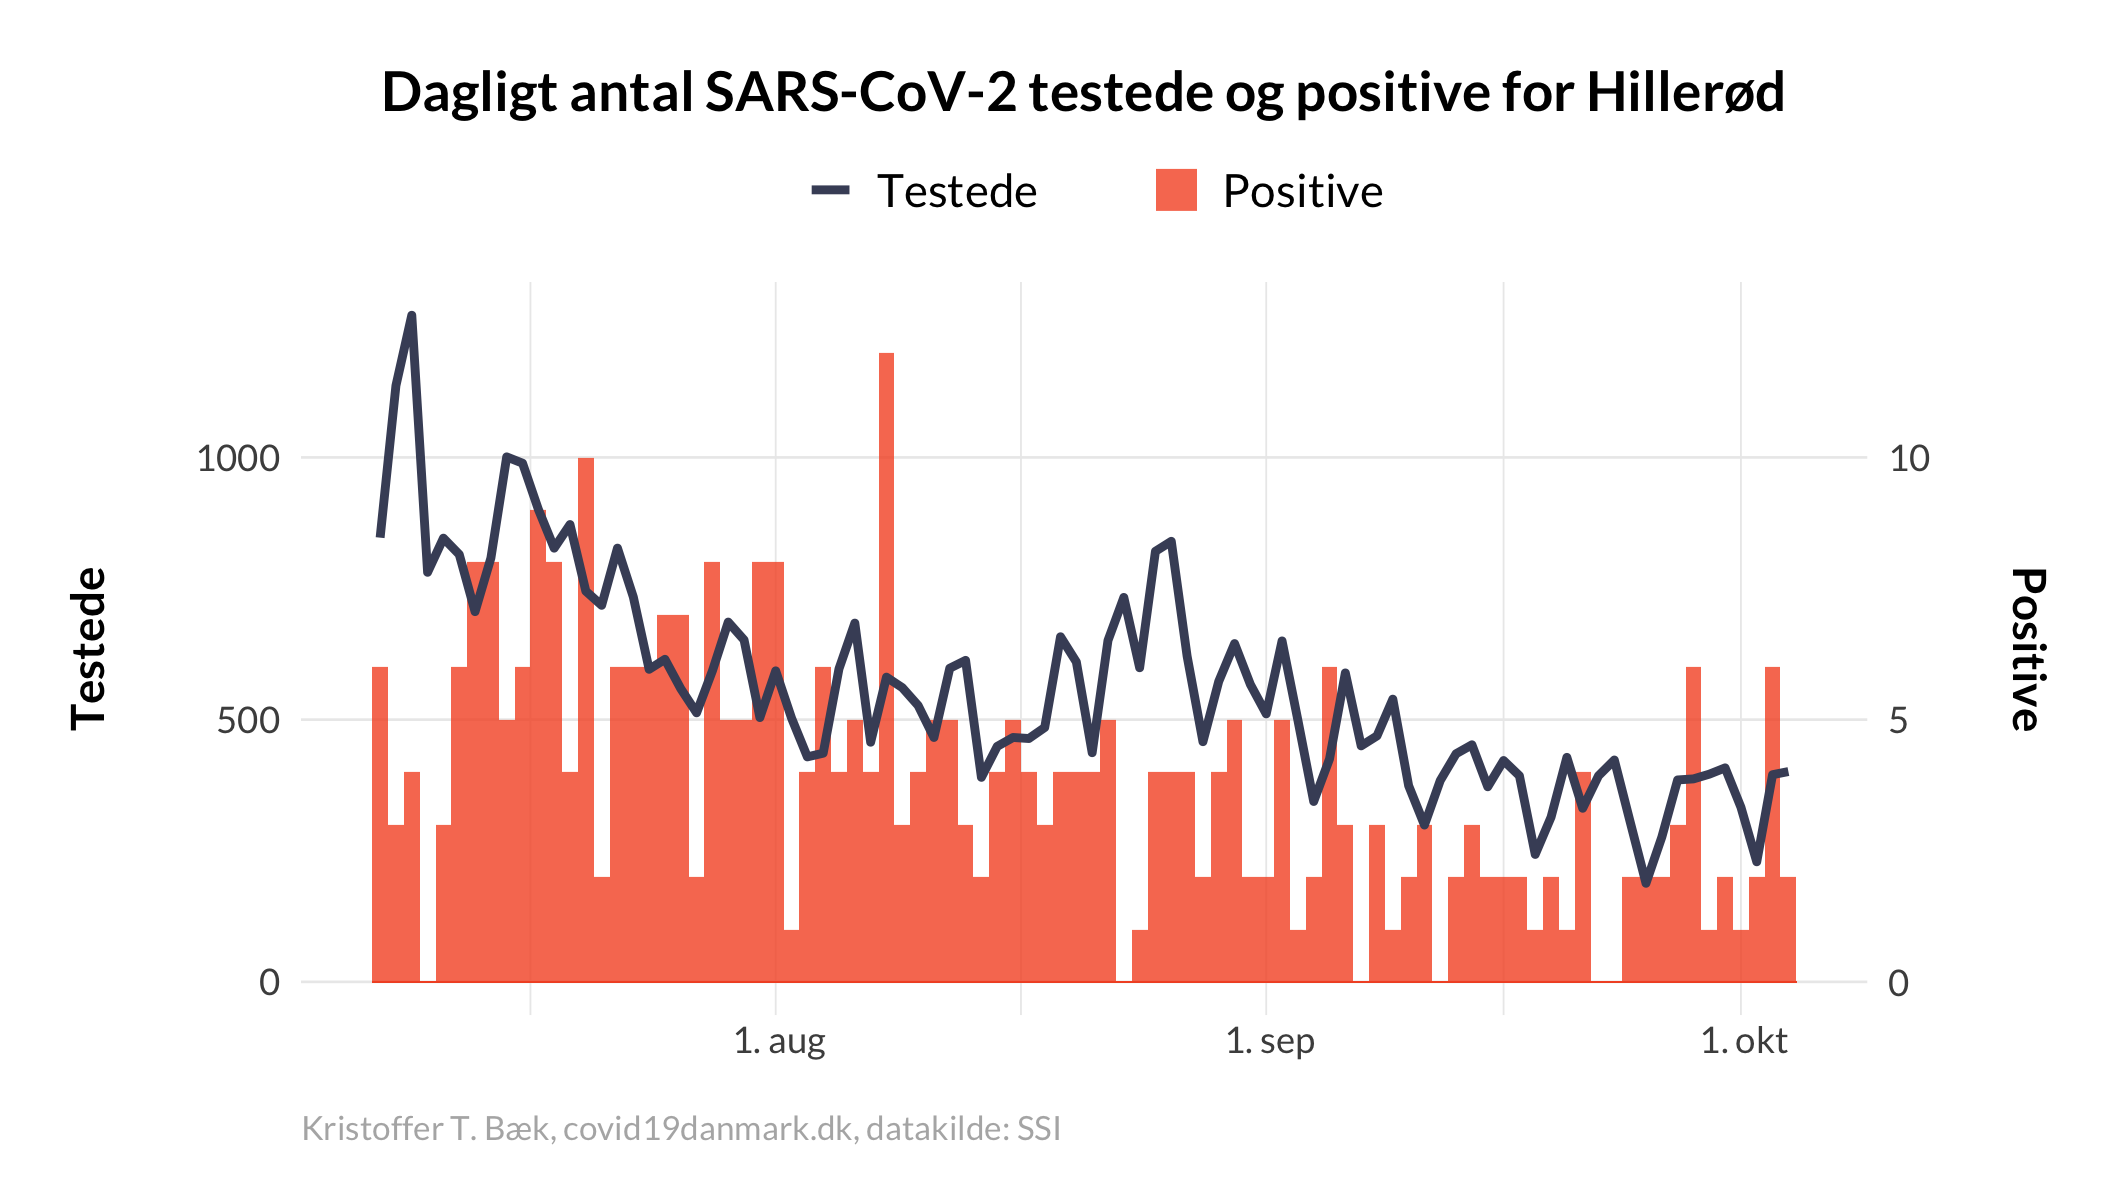 Dagligt antal SARS-CoV-2 testede og positive for Hillerød
Testede
Positive
1000
500
0
10
5
0
Testede
Positive
1. aug
1. sep
1. okt
Kristoffer T. Bæk, covid19danmark.dk, datakilde: SSI